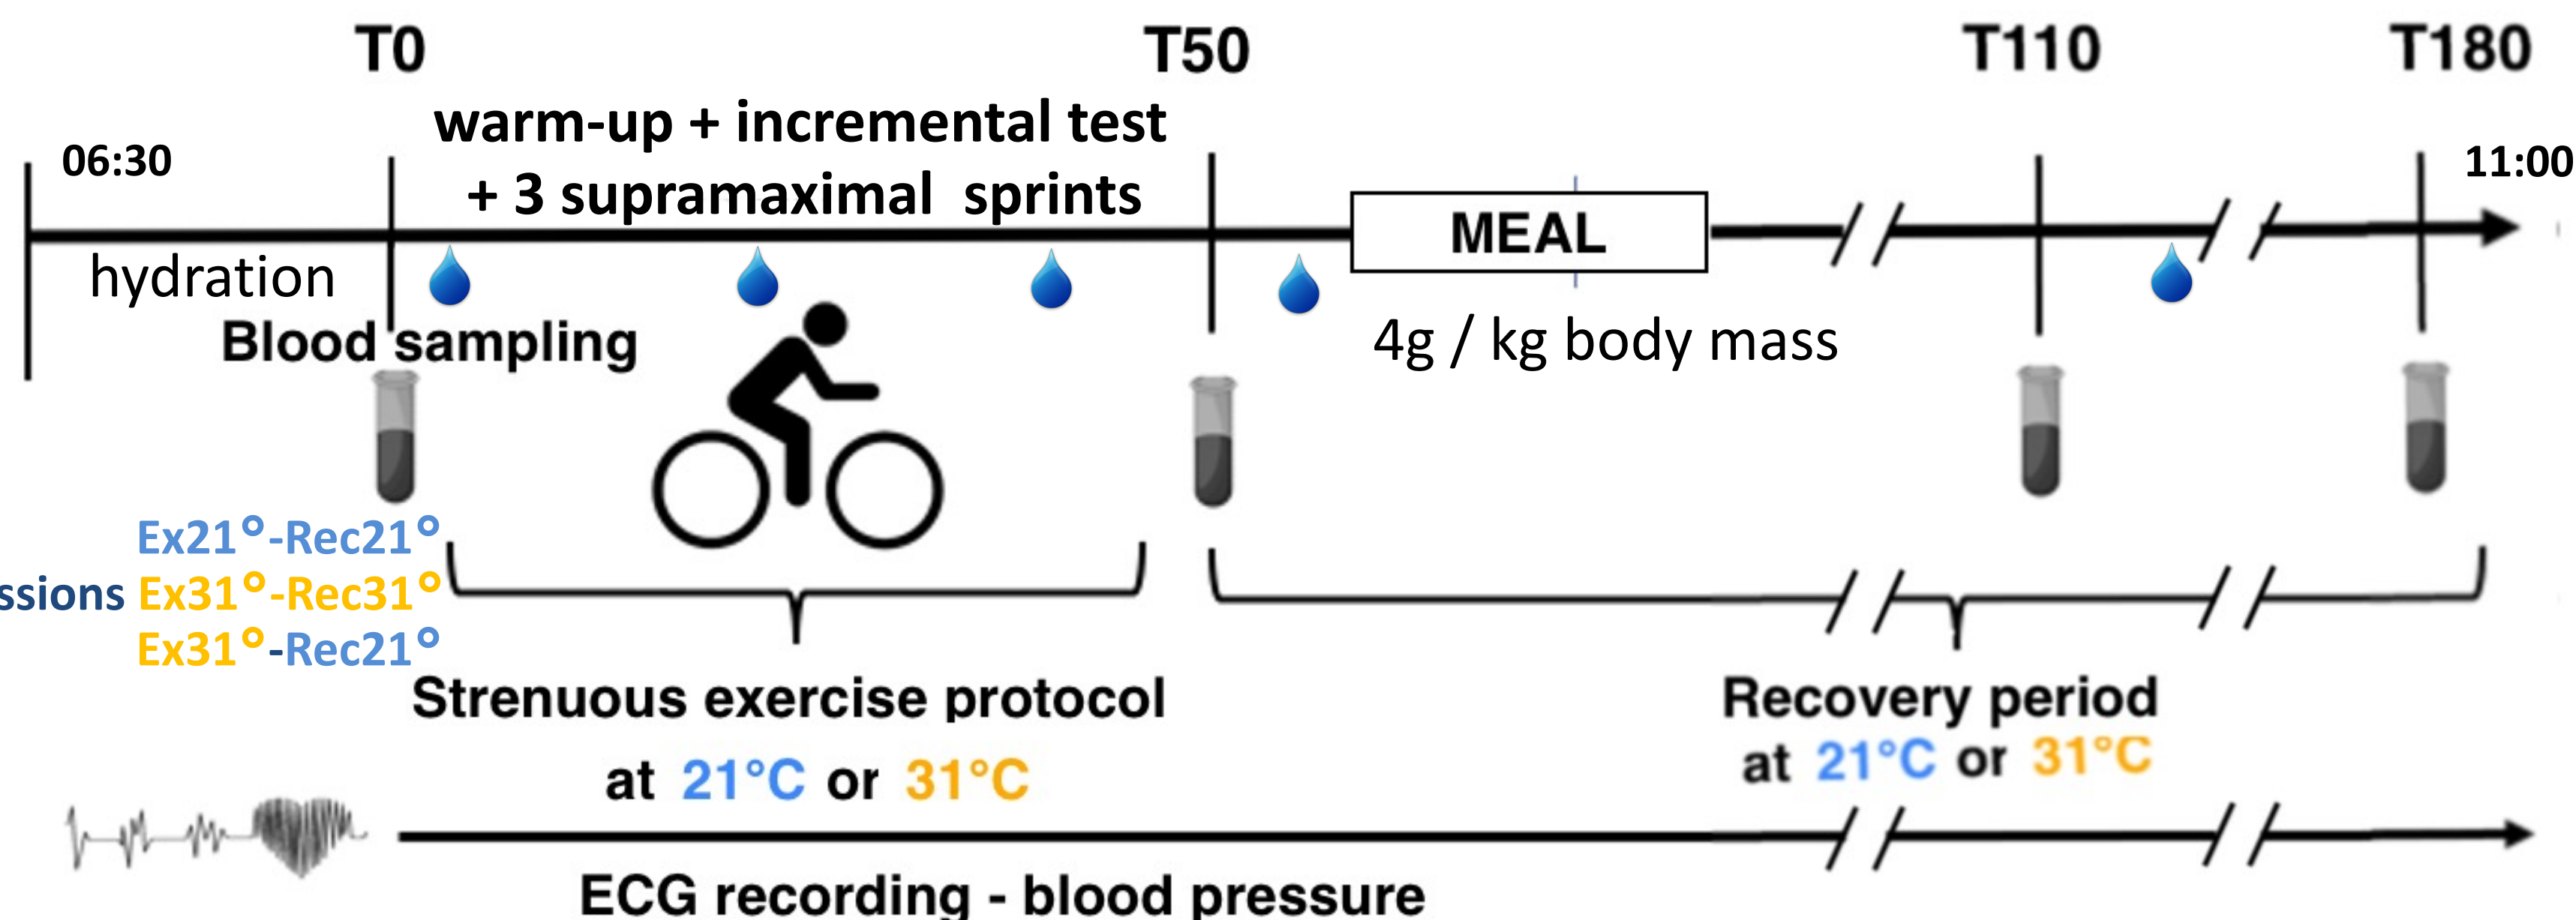 T0 T50 T110 T180
warm-up + incremental test
06:30 11:00
+ 3 supramaximal sprints
MEAL
hydration
Blood sampling
4g / kg body mass
Ex21°-Rec21°
ssions Ex31°-Rec31°
Ex31°-Rec21°
Strenuous exercise protocol
at 21°C or 31°C
Recovery period
at 21°C or 31°C
ECG recording - blood pressure